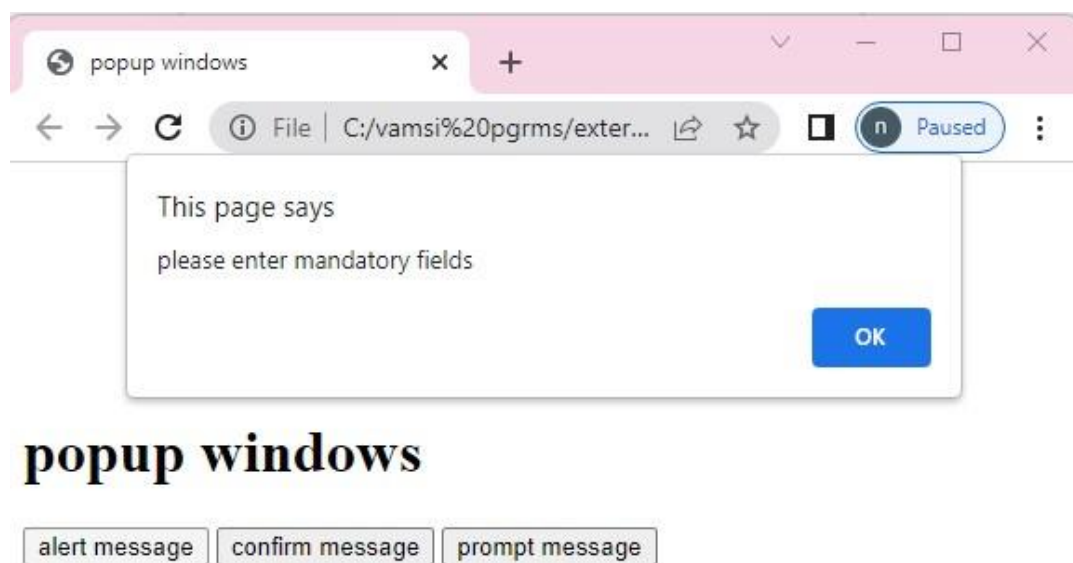 popup windows
File C:/vamsi%20pgrms/exter... n Paused
This page says
please enter mandatory fields
OK
popup windows
alert message confirm message prompt message